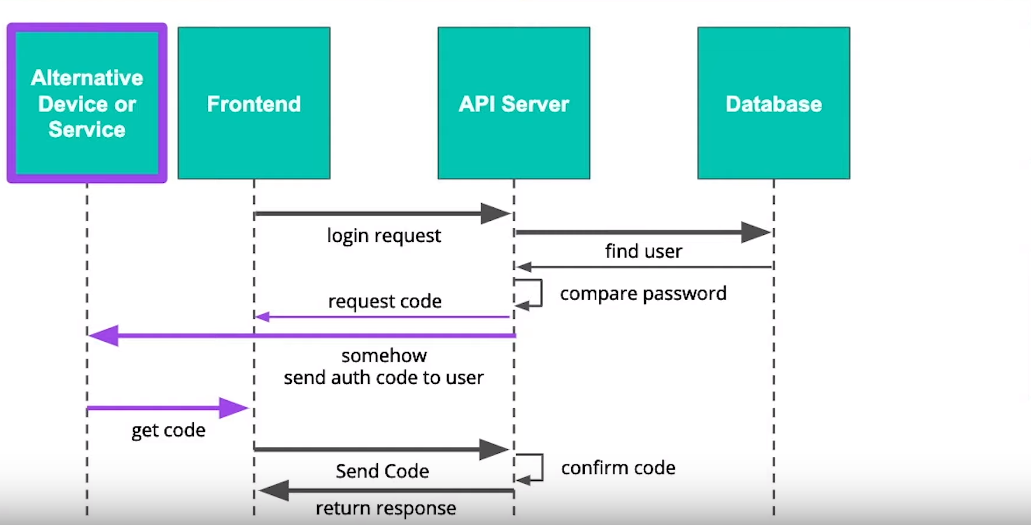 Alternative
Device or
Service
Frontend
API Server
Database
login request
find user
compare password
request code
somehow
send auth code to user
get code
Send Code
confirm code
return response